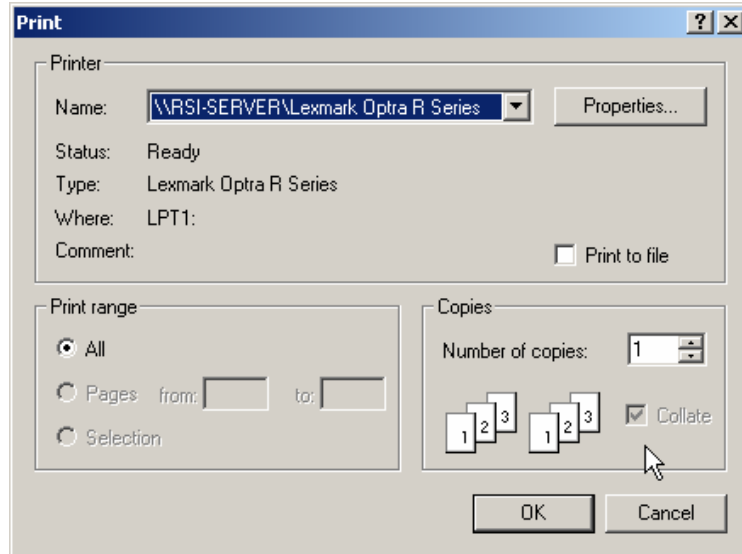 Print
Printer
Name: \\RSI-SERVER\Lexmark Optra R Series Properties...
Status: Ready
Type: Lexmark Optra R Series
Where: LPT1:
Comment: Print to file
Print range
All
Pages from: to:
Selection
Copies
Number of copies: 1
1 2 3 1 2 3 Collate
OK Cancel